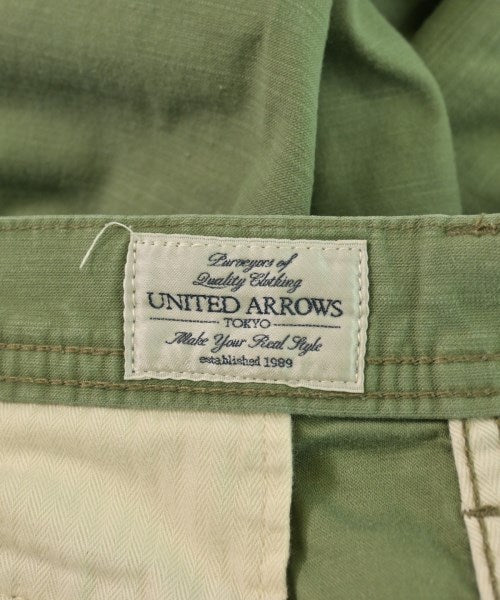 Purveyors of
Quality Clothing
UNITED ARROWS
TOKYO
Make Your Real Style
established 1989